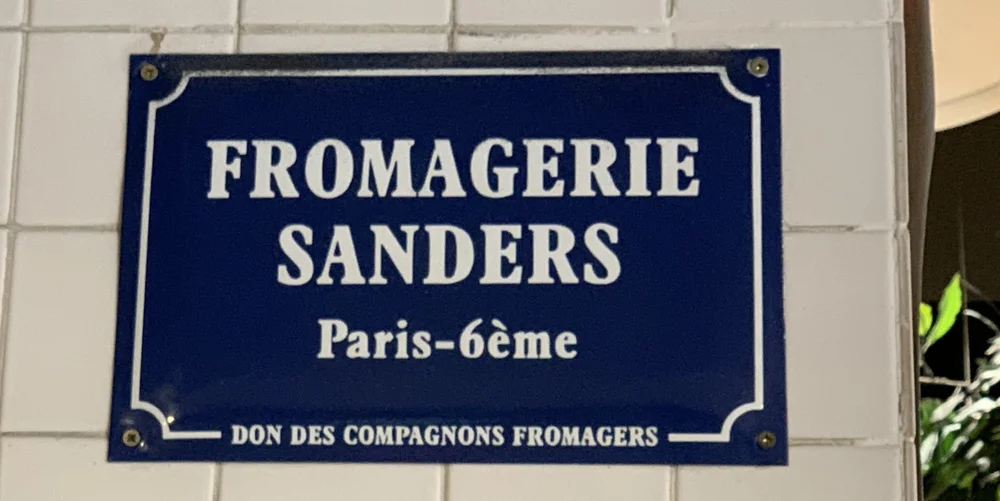 FROMAGERIE
SANDERS
Paris-6ème
DON DES COMPAGNONS FROMAGERS